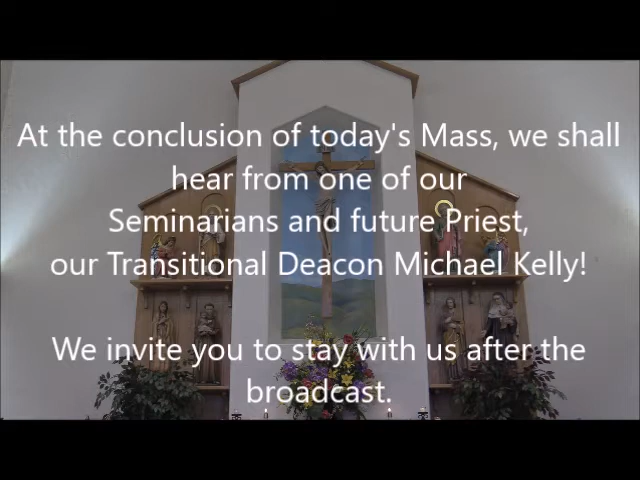 At the conclusion of today's Mass, we shall
hear from one of our
Seminarians and future Priest,
our Transitional Deacon Michael Kelly!
We invite you to stay with us after the
broadcast.